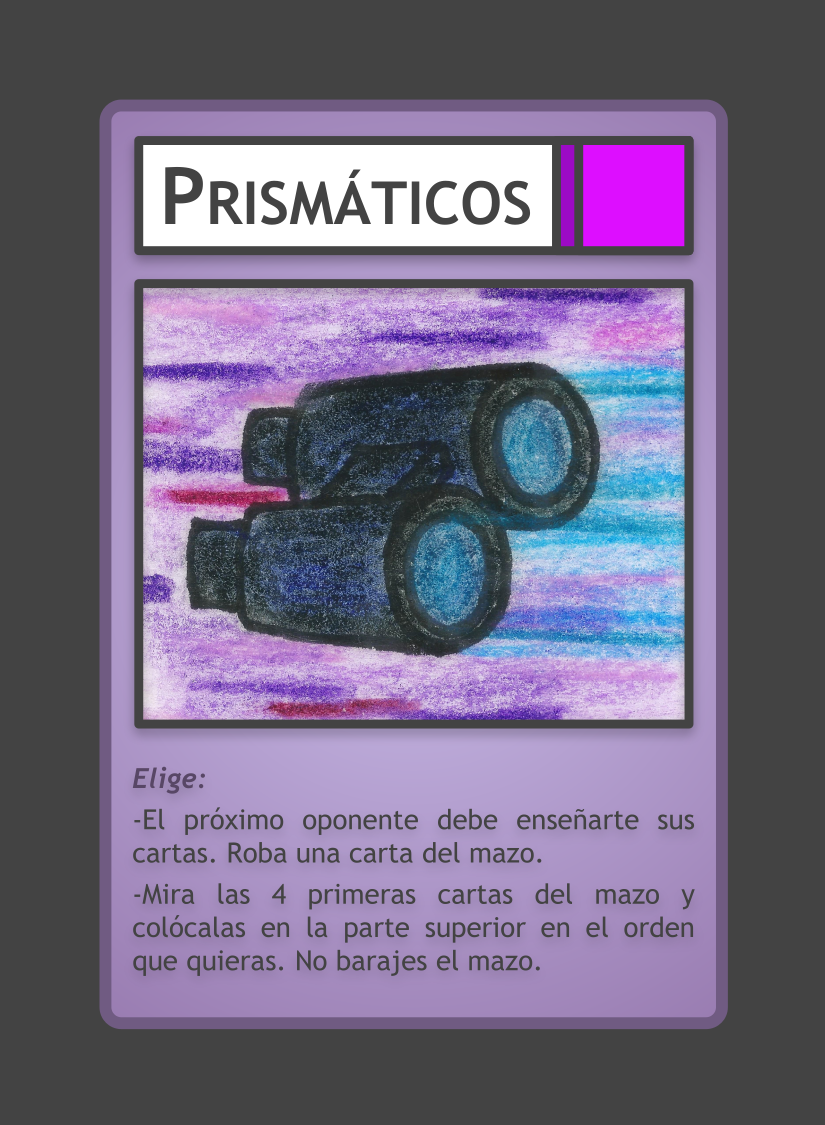 PRISMÁTICOS
Elige:
-El próximo oponente debe enseñarte sus
cartas. Roba una carta del mazo.
-Mira las 4 primeras cartas del mazo y
colócalas en la parte superior en el orden
que quieras. No barajes el mazo.